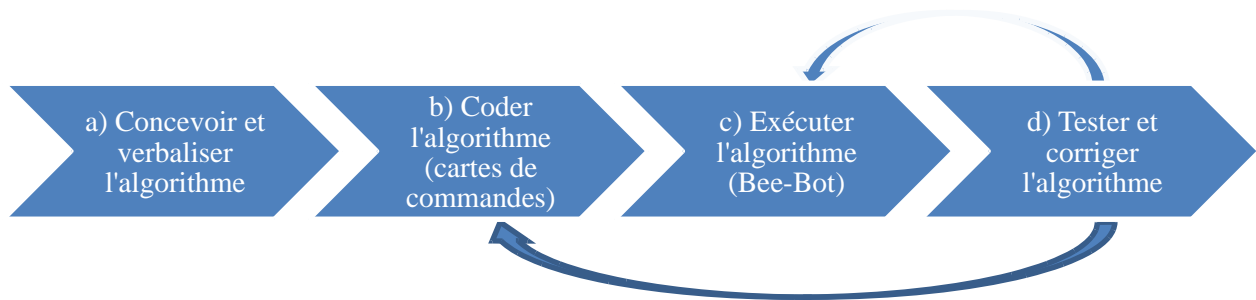 a) Concevoir et
verbaliser
l'algorithme
b) Coder
l'algorithme
(cartes de
commandes)
c) Exécuter
l'algorithme
(Bee-Bot)
d) Tester et
corriger
l'algorithme